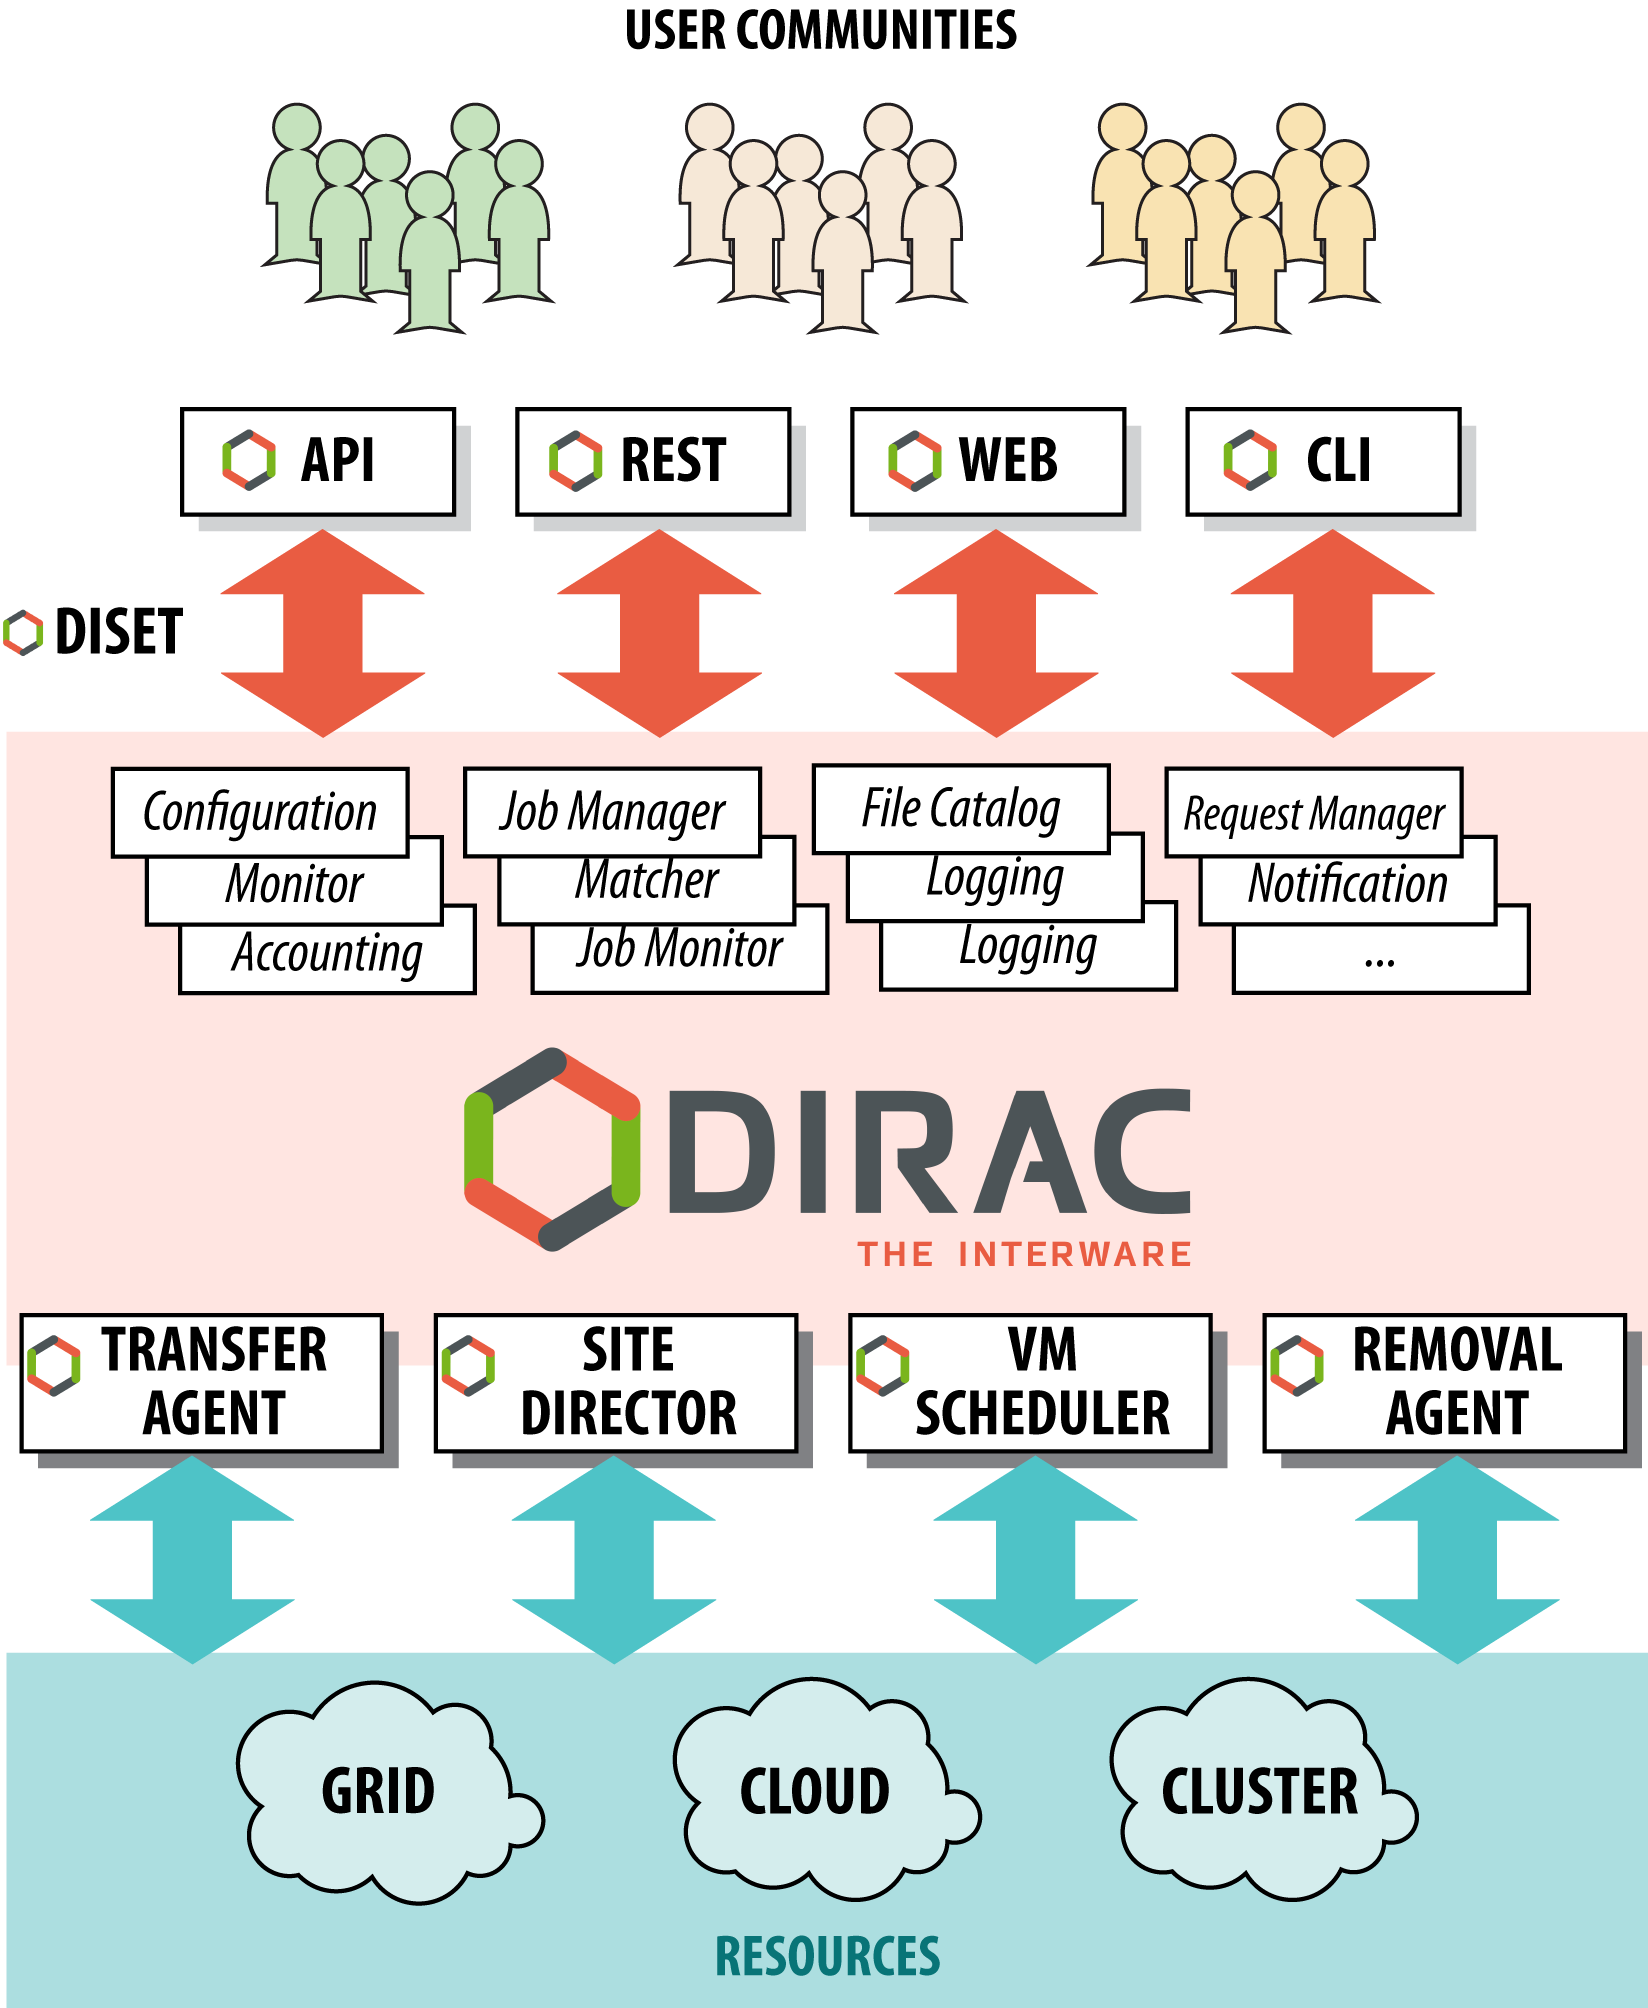 USER COMMUNITIES
API
REST
WEB
CLI
DISET
Configuration
Monitor
Accounting
Job Manager
Matcher
Job Monitor
File Catalog
Logging
Logging
Request Manager
Notification
...
DIRAC
THE INTERWARE
TRANSFER
AGENT
SITE
DIRECTOR
VM
SCHEDULER
REMOVAL
AGENT
GRID
CLOUD
CLUSTER
RESOURCES